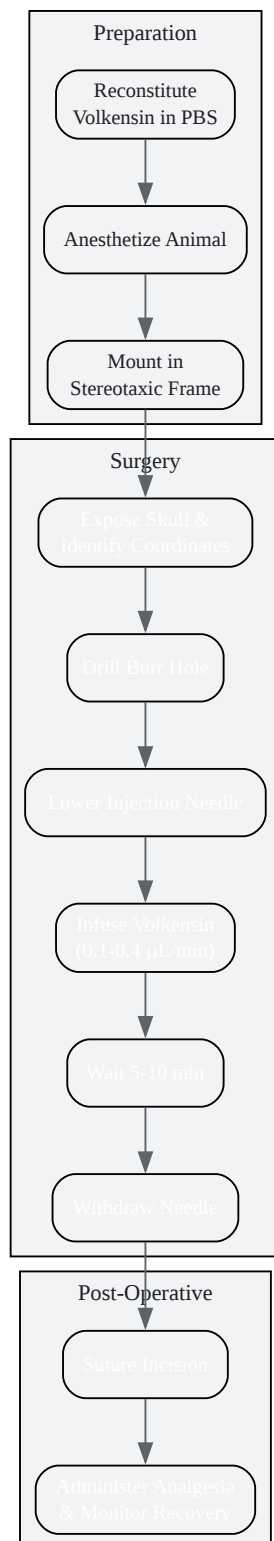 Preparation
Reconstitute
Volkensin in PBS
Anesthetize Animal
Mount in
Stereotaxic Frame
Surgery
Expose Skull &
Identify Coordinates
Drill Burr Hole
Lower Injection Needle
Infuse Volkensin
(0.1-0.4 µL/min)
Wait 5-10 min
Withdraw Needle
Post-Operative
Suture Incision
Administer Analgesia
& Monitor Recovery